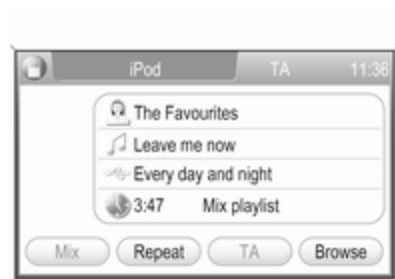 iPod TA 11:36
The Favourites
Leave me now
Every day and night
3:47 Mix playlist
Mix Repeat TA Browse